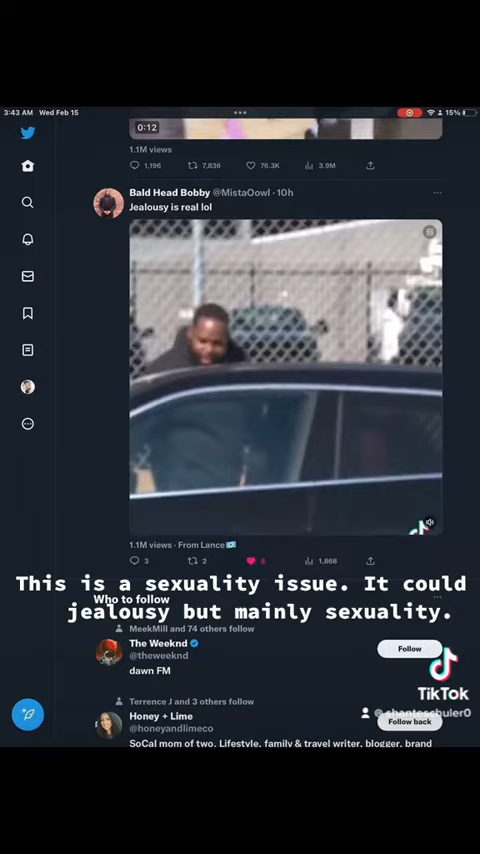 3:43 AM Wed Feb 15
15%
0:12
1.1M views
1,196 7,836 76.3K 3.9M
Bald Head Bobby @MistaOowl · 10h
Jealousy is real lol
1.1M views · From Lance
3 2 6 1,868
This is a sexuality issue. It could
jealousy but mainly sexuality.
Who to follow
MeekMill and 74 others follow
The Weeknd
@theweeknd
Follow
dawn FM
TikTok
@shanteschuler0
Terrence J and 3 others follow
Honey + Lime
@honeyandlimeco
Follow back
SoCal mom of two. Lifestyle, family & travel writer, blogger, brand